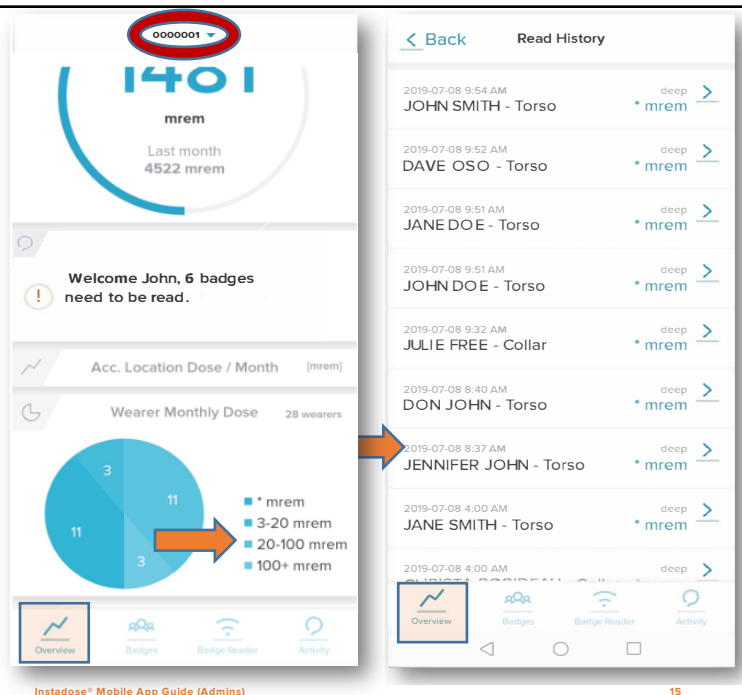 0000001
1481
mrem
Last month
4522 mrem
Welcome John, 6 badges
need to be read.
!
Acc. Location Dose / Month [mrem]
Wearer Monthly Dose 28 wearers
3
11
11
3
* mrem
3-20 mrem
20-100 mrem
100+ mrem
Overview Badges Badge Reader Activity
< Back Read History
2019-07-08 9:54 AM deep >
JOHN SMITH - Torso * mrem
2019-07-08 9:52 AM deep >
DAVE OSO - Torso * mrem
2019-07-08 9:51 AM deep >
JANE DOE - Torso * mrem
2019-07-08 9:51 AM deep >
JOHN DOE - Torso * mrem
2019-07-08 9:32 AM deep >
JULIE FREE - Collar * mrem
2019-07-08 8:40 AM deep >
DON JOHN - Torso * mrem
2019-07-08 8:37 AM deep >
JENNIFER JOHN - Torso * mrem
2019-07-08 4:00 AM deep >
JANE SMITH - Torso * mrem
2019-07-08 4:00 AM deep >
Overview Badges Badge Reader Activity
Instadose® Mobile App Guide (Admins) 15